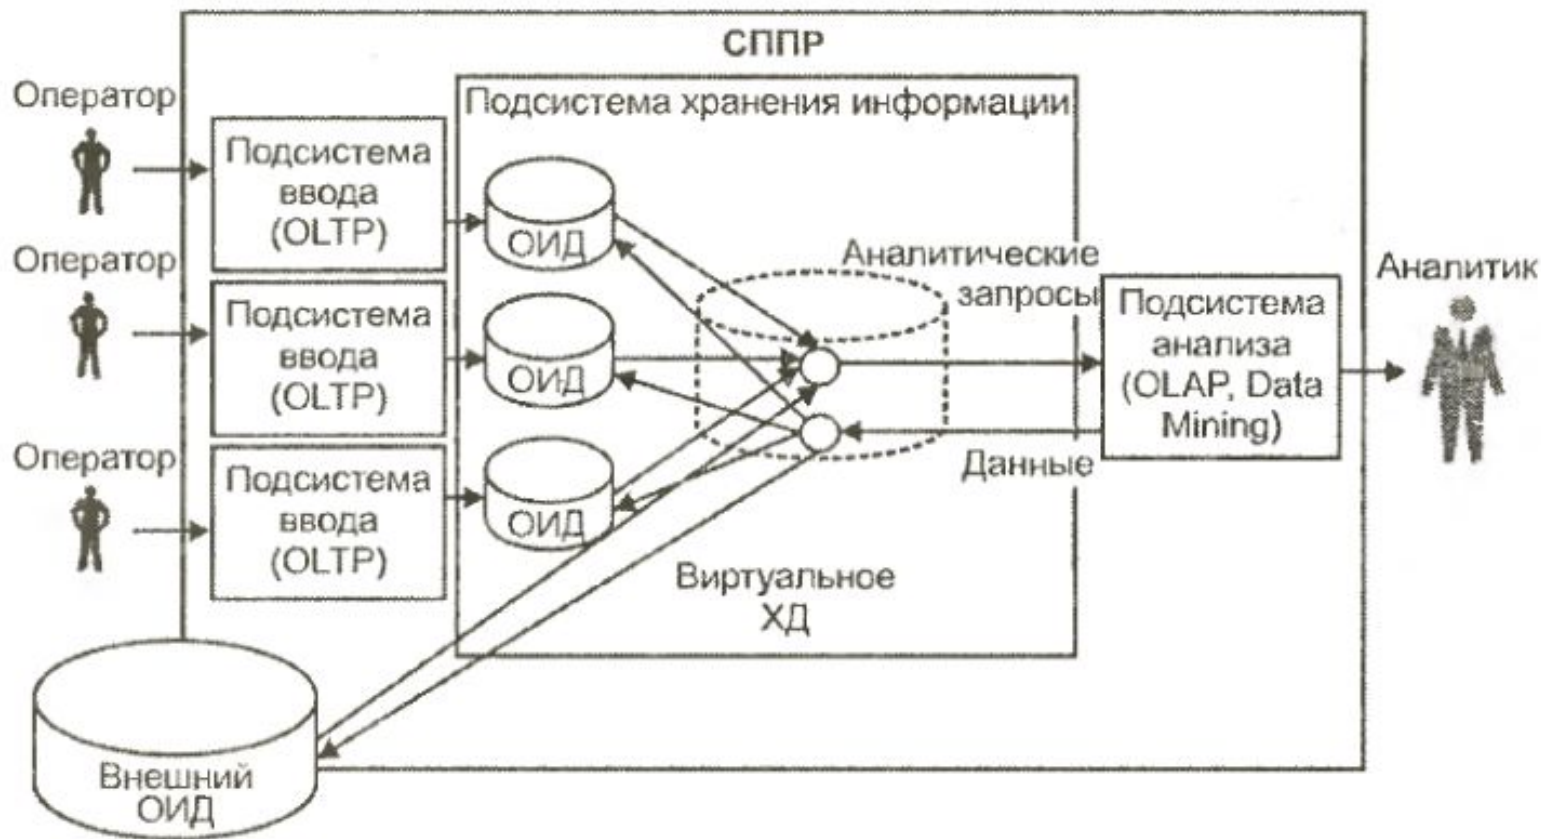 СППР
Оператор
Подсистема хранения информации
Подсистема
ввода
(OLTP)
ОИД
Оператор
Аналитические
запросы
Аналитик
Подсистема
ввода
(OLTP)
ОИД
Подсистема
анализа
(OLAP, Data
Mining)
Оператор
Данные
Подсистема
ввода
(OLTP)
ОИД
Виртуальное
ХД
Внешний
ОИД